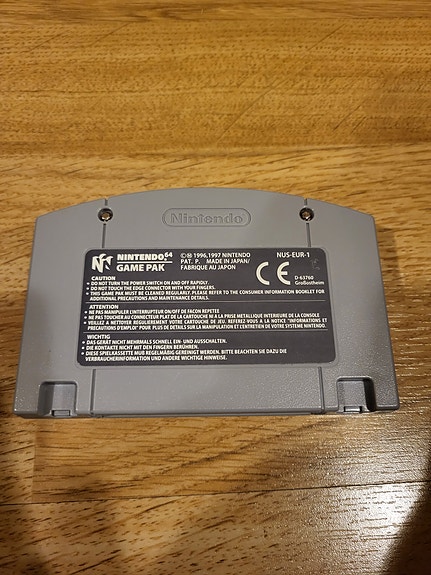 Nintendo
NINTENDO 64
GAME PAK
©Ⓜ 1996,1997 NINTENDO
PAT. P. MADE IN JAPAN/
FABRIQUE AU JAPON
CE
NUS-EUR-1
D-63760
Großostheim
CAUTION
• DO NOT TURN THE POWER SWITCH ON AND OFF RAPIDLY.
• DO NOT TOUCH THE EDGE CONNECTOR WITH YOUR FINGERS.
• THIS GAME PAK MUST BE CLEANED REGULARLY. PLEASE REFER TO THE CONSUMER INFORMATION BOOKLET FOR
ADDITIONAL PRECAUTIONS AND MAINTENANCE DETAILS.
ATTENTION
• NE PAS MANIPULER L'INTERRUPTEUR ON/OFF DE FACON REPETEE
• NE PAS TOUCHER AU CONNECTEUR PLAT DE LA CARTOUCHE NI A LA PRISE METALLIQUE INTERIEURE DE LA CONSOLE
• VEUILLEZ A NETTOYER REGULIEREMENT VOTRE CARTOUCHE DE JEU. REFEREZ-VOUS A LA NOTICE "INFORMATIONS ET
PRECAUTIONS D'EMPLOI" POUR PLUS DE DETAILS SUR LA MANIPULATION ET L'ENTRETIEN DE VOTRE SYSTEME NINTENDO.
WICHTIG
• DAS GERÄT NICHT MEHRMALS SCHNELL EIN- UND AUSSCHALTEN.
• DIE KONTAKTE NICHT MIT DEN FINGERN BERÜHREN.
• DIESE SPIELKASSETTE MUß REGELMÄßIG GEREINIGT WERDEN. BITTE BEACHTEN SIE DAZU DIE
VERBRAUCHERINFORMATION UND ANDERE WICHTIGE HINWEISE.